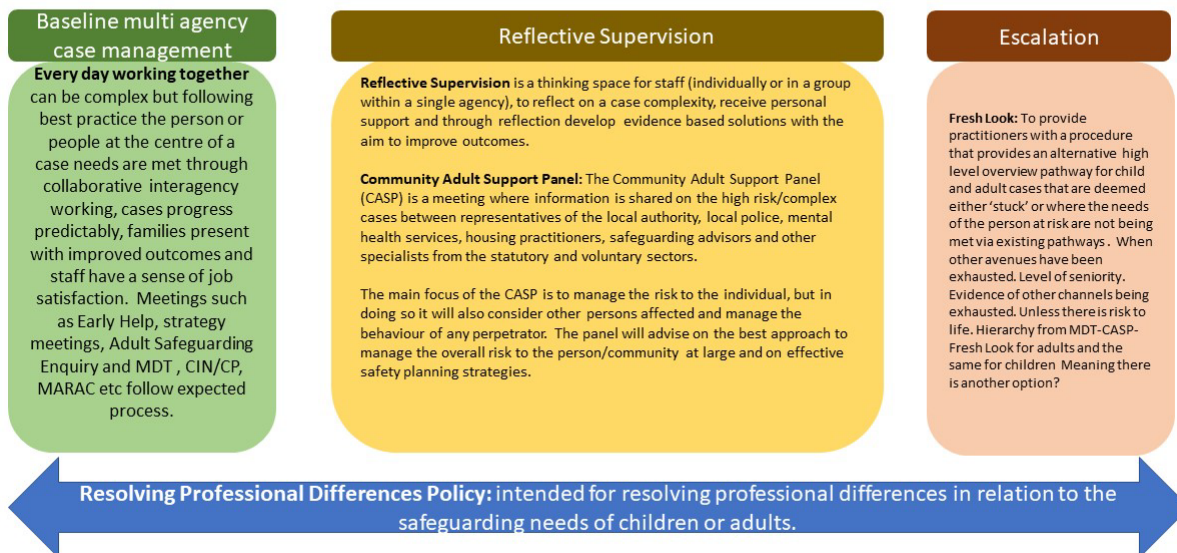 Baseline multi agency
case management
Every day working together
can be complex but following
best practice the person or
people at the centre of a
case needs are met through
collaborative interagency
working, cases progress
predictably, families present
with improved outcomes and
staff have a sense of job
satisfaction. Meetings such
as Early Help, strategy
meetings, Adult Safeguarding
Enquiry and MDT , CIN/CP,
MARAC etc follow expected
process.
Reflective Supervision
Reflective Supervision is a thinking space for staff (individually or in a group
within a single agency), to reflect on a case complexity, receive personal
support and through reflection develop evidence based solutions with the
aim to improve outcomes.
Community Adult Support Panel: The Community Adult Support Panel
(CASP) is a meeting where information is shared on the high risk/complex
cases between representatives of the local authority, local police, mental
health services, housing practitioners, safeguarding advisors and other
specialists from the statutory and voluntary sectors.
The main focus of the CASP is to manage the risk to the individual, but in
doing so it will also consider other persons affected and manage the
behaviour of any perpetrator. The panel will advise on the best approach to
manage the overall risk to the person/community at large and on effective
safety planning strategies.
Escalation
Fresh Look: To provide
practitioners with a procedure
that provides an alternative high
level overview pathway for child
and adult cases that are deemed
either ‘stuck’ or where the needs
of the person at risk are not being
met via existing pathways . When
other avenues have been
exhausted. Level of seniority.
Evidence of other channels being
exhausted. Unless there is risk to
life. Hierarchy from MDT-CASP-
Fresh Look for adults and the
same for children Meaning there
is another option?
Resolving Professional Differences Policy: intended for resolving professional differences in relation to the
safeguarding needs of children or adults.